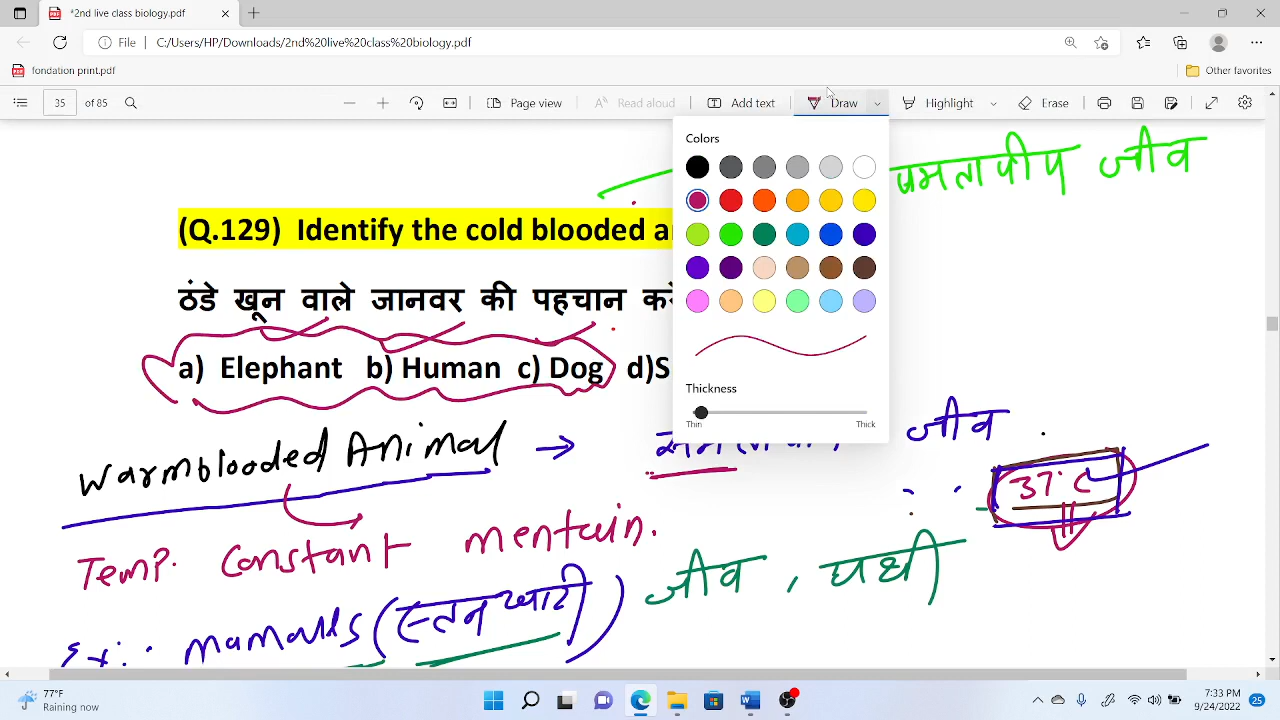 *2nd live class biology.pdf
File C:/Users/HP/Downloads/2nd%20live%20class%20biology.pdf
fondation print.pdf
Other favorites
35 of 85 Page view Read aloud Add text Draw Highlight Erase
Colors
जीव
(Q.129) Identify the cold blooded
ठंडे खून वाले जानवर की पहचान
a) Elephant b) Human c) Dog d)S
Thickness
Thin Thick
Warmblooded Animal → जीव
37°C
Temp. Constant mentain.
Ex:. mamalls (स्तनधारी) जीव, पक्षी
77°F
Raining now
7:33 PM
9/24/2022
25